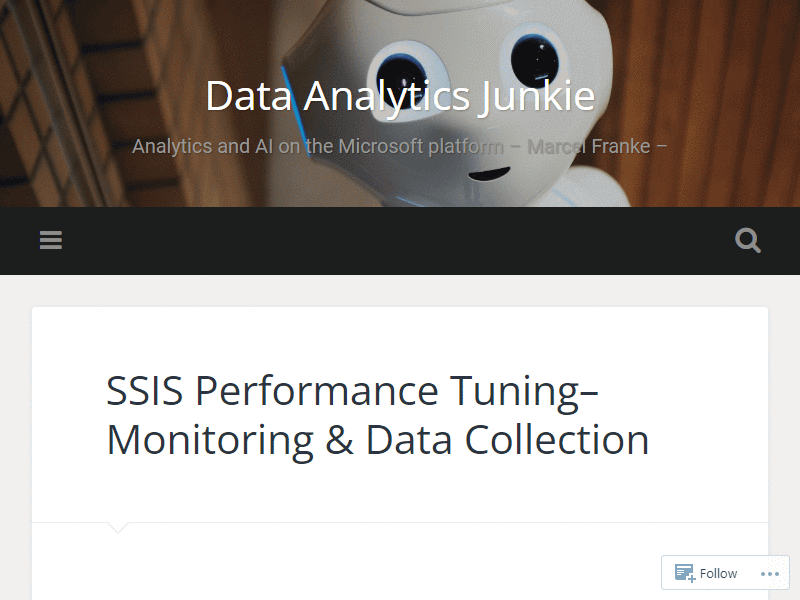 Data Analytics Junkie
Analytics and AI on the Microsoft platform – Marcel Franke –
SSIS Performance Tuning–
Monitoring & Data Collection
Follow